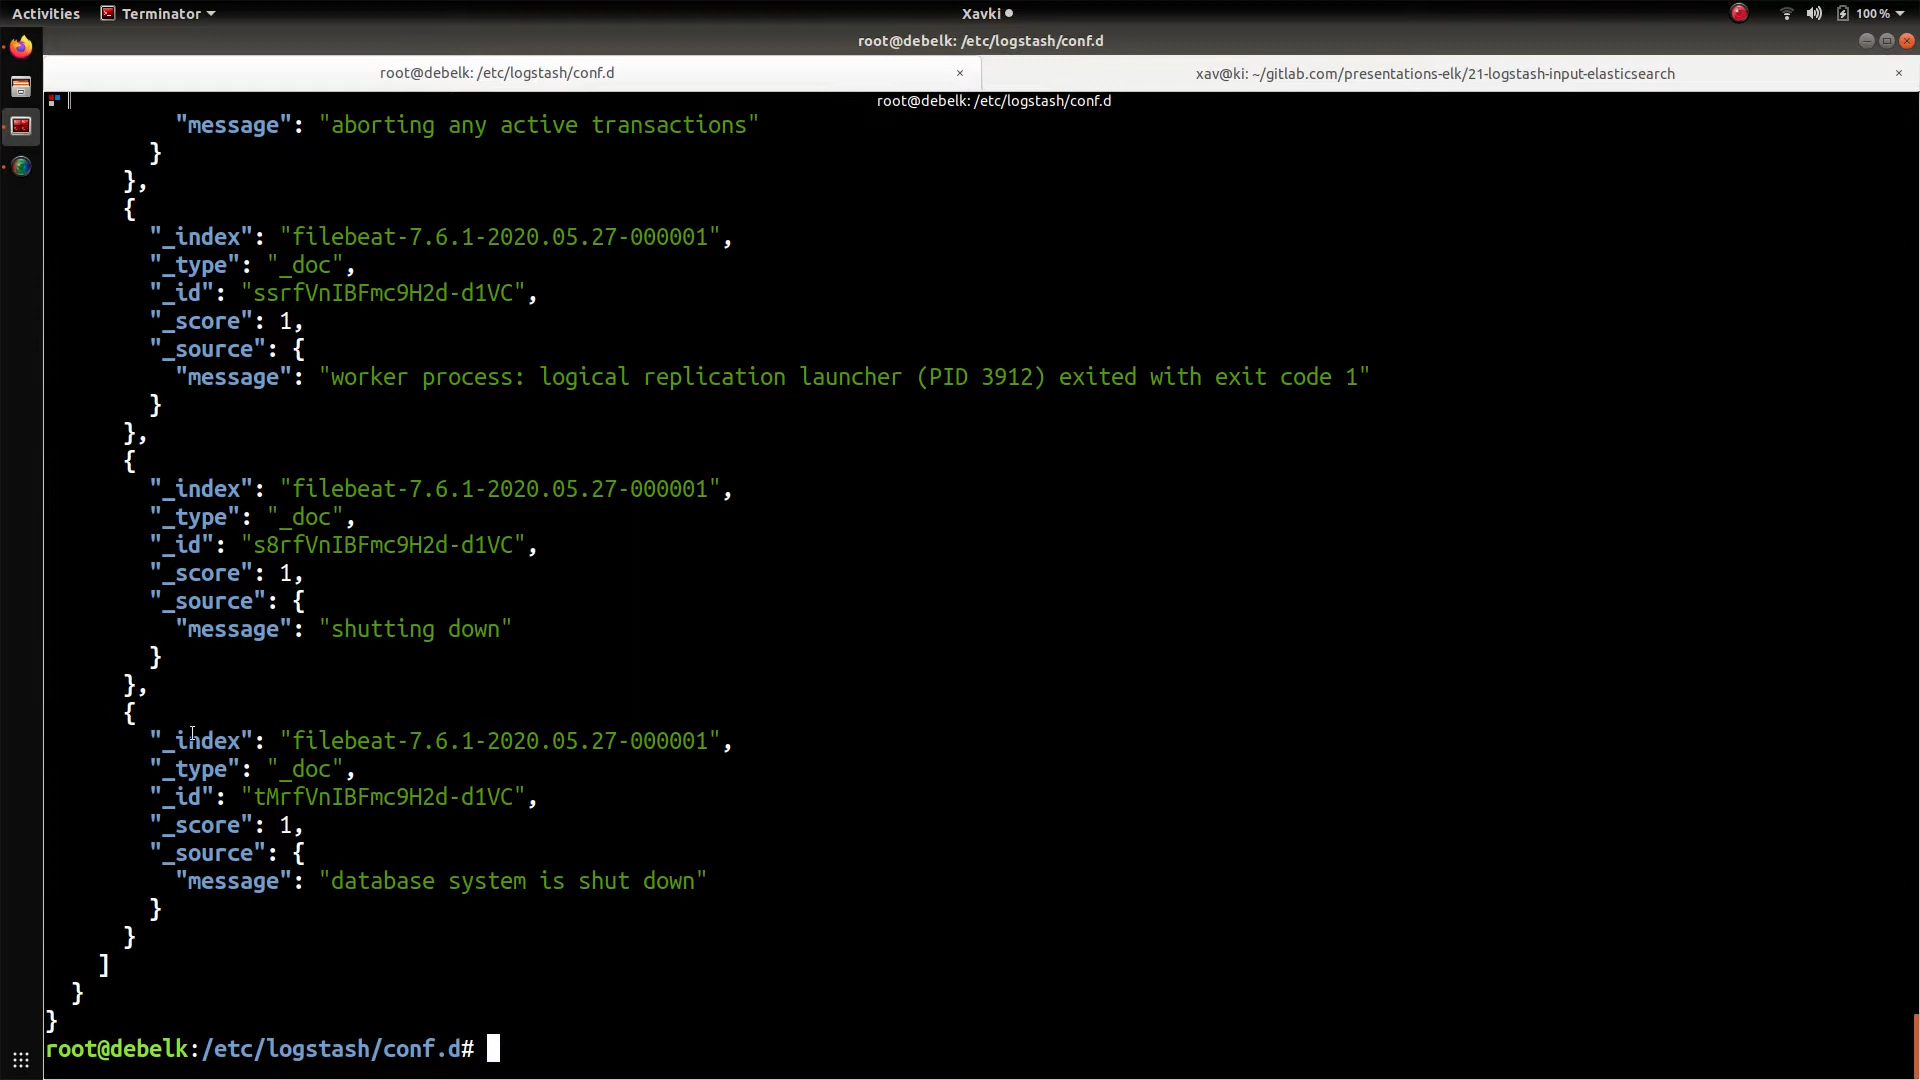 Activities
Terminator
Xavki
100 %
root@debelk: /etc/logstash/conf.d
root@debelk: /etc/logstash/conf.d ×
xav@ki: ~/gitlab.com/presentations-elk/21-logstash-input-elasticsearch ×
root@debelk: /etc/logstash/conf.d
"message": "aborting any active transactions"
}
},
{
"_index": "filebeat-7.6.1-2020.05.27-000001",
"_type": "_doc",
"_id": "ssrfVnIBFmc9H2d-d1VC",
"_score": 1,
"_source": {
"message": "worker process: logical replication launcher (PID 3912) exited with exit code 1"
}
},
{
"_index": "filebeat-7.6.1-2020.05.27-000001",
"_type": "_doc",
"_id": "s8rfVnIBFmc9H2d-d1VC",
"_score": 1,
"_source": {
"message": "shutting down"
}
},
{
"_index": "filebeat-7.6.1-2020.05.27-000001",
"_type": "_doc",
"_id": "tMrfVnIBFmc9H2d-d1VC",
"_score": 1,
"_source": {
"message": "database system is shut down"
}
}
]
}
}
root@debelk:/etc/logstash/conf.d#